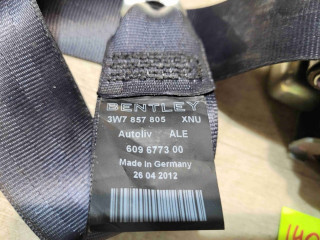 BENTLEY
3W7 857 805 XNU
Autoliv ALE
609 6773 00
Made in Germany
26 04 2012